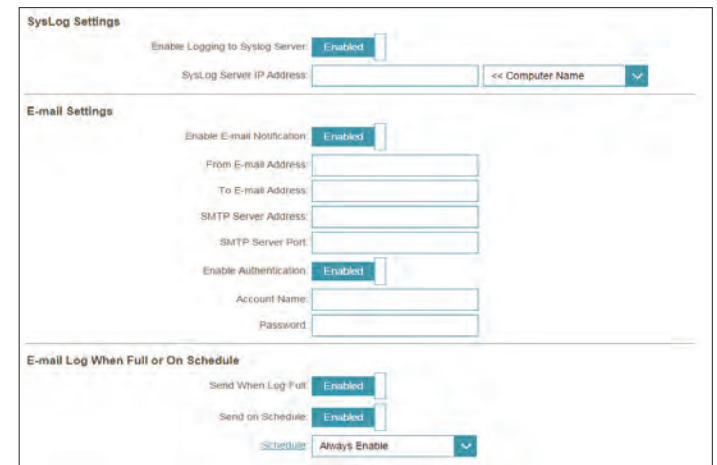 SysLog Settings
Enable Logging to Syslog Server: Enabled
SysLog Server IP Address: << Computer Name
E-mail Settings
Enable E-mail Notification: Enabled
From E-mail Address:
To E-mail Address:
SMTP Server Address:
SMTP Server Port:
Enable Authentication: Enabled
Account Name:
Password:
E-mail Log When Full or On Schedule
Send When Log Full: Enabled
Send on Schedule: Enabled
Schedule: Always Enable